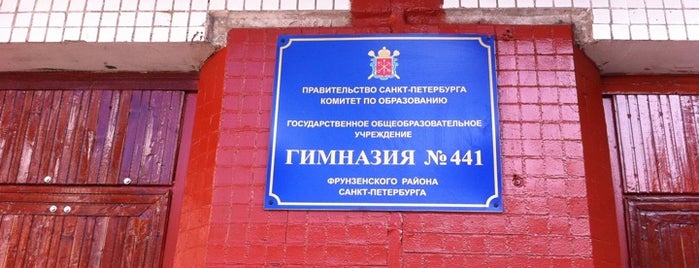 ПРАВИТЕЛЬСТВО САНКТ-ПЕТЕРБУРГА
КОМИТЕТ ПО ОБРАЗОВАНИЮ
ГОСУДАРСТВЕННОЕ ОБЩЕОБРАЗОВАТЕЛЬНОЕ
УЧРЕЖДЕНИЕ
ГИМНАЗИЯ №441
ФРУНЗЕНСКОГО РАЙОНА
САНКТ-ПЕТЕРБУРГА